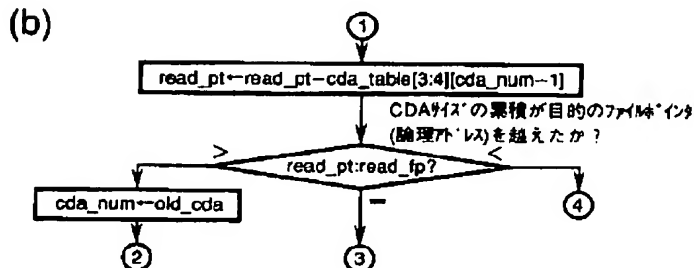 (b)
1
read_pt←read_pt−cda_table[3:4][cda_num−1]
CDAサイズの累積が目的のファイルポインタ
(論理アドレス)を越えたか?
> read_pt:read_fp? <
cda_num←old_cda
=
4
2
3